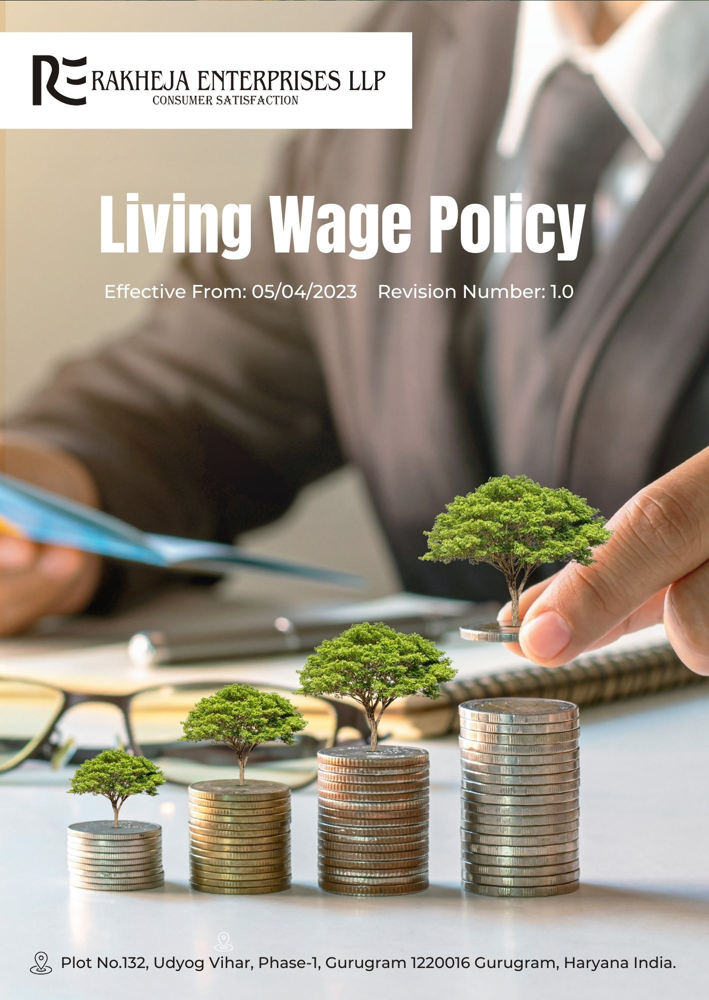 RE RAKHEJA ENTERPRISES LLP
CONSUMER SATISFACTION
Living Wage Policy
Effective From: 05/04/2023 Revision Number: 1.0
Plot No.132, Udyog Vihar, Phase-1, Gurugram 1220016 Gurugram, Haryana India.